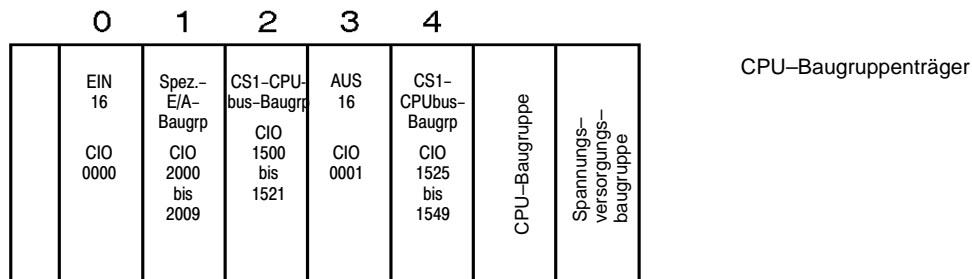 0 1 2 3 4
EIN
16
CIO
0000
Spez.–
E/A–
Baugrp
CIO
2000
bis
2009
CS1–CPU-
bus–Baugrp
CIO
1500
bis
1521
AUS
16
CIO
0001
CS1–
CPUbus–
Baugrp
CIO
1525
bis
1549
CPU–Baugruppe
Spannungs–
versorgungs–
baugruppe
CPU–Baugruppenträger